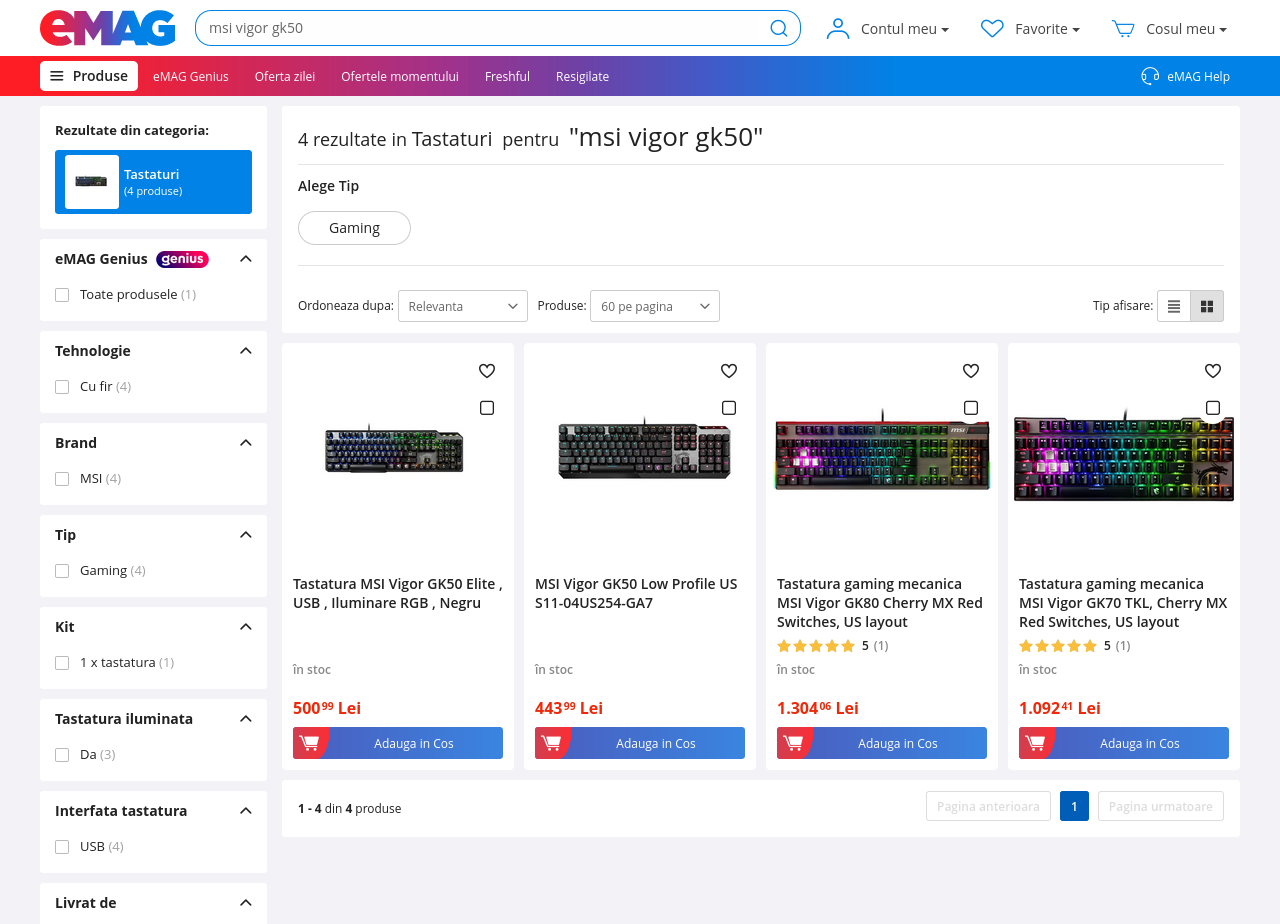 eMAG
msi vigor gk50
Contul meu
Favorite
Cosul meu
Produse
eMAG Genius
Oferta zilei
Ofertele momentului
Freshful
Resigilate
eMAG Help
Rezultate din categoria:
Tastaturi
(4 produse)
eMAG Genius genius
Toate produsele (1)
Tehnologie
Cu fir (4)
Brand
MSI (4)
Tip
Gaming (4)
Kit
1 x tastatura (1)
Tastatura iluminata
Da (3)
Interfata tastatura
USB (4)
Livrat de
4 rezultate in Tastaturi pentru "msi vigor gk50"
Alege Tip
Gaming
Ordoneaza dupa: Relevanta
Produse: 60 pe pagina
Tip afisare:
Tastatura MSI Vigor GK50 Elite ,
USB , Iluminare RGB , Negru
în stoc
500 99 Lei
Adauga in Cos
MSI Vigor GK50 Low Profile US
S11-04US254-GA7
în stoc
443 99 Lei
Adauga in Cos
msi
Tastatura gaming mecanica
MSI Vigor GK80 Cherry MX Red
Switches, US layout
5 (1)
în stoc
1.304 06 Lei
Adauga in Cos
Tastatura gaming mecanica
MSI Vigor GK70 TKL, Cherry MX
Red Switches, US layout
5 (1)
în stoc
1.092 41 Lei
Adauga in Cos
1 - 4 din 4 produse
Pagina anterioara
1
Pagina urmatoare